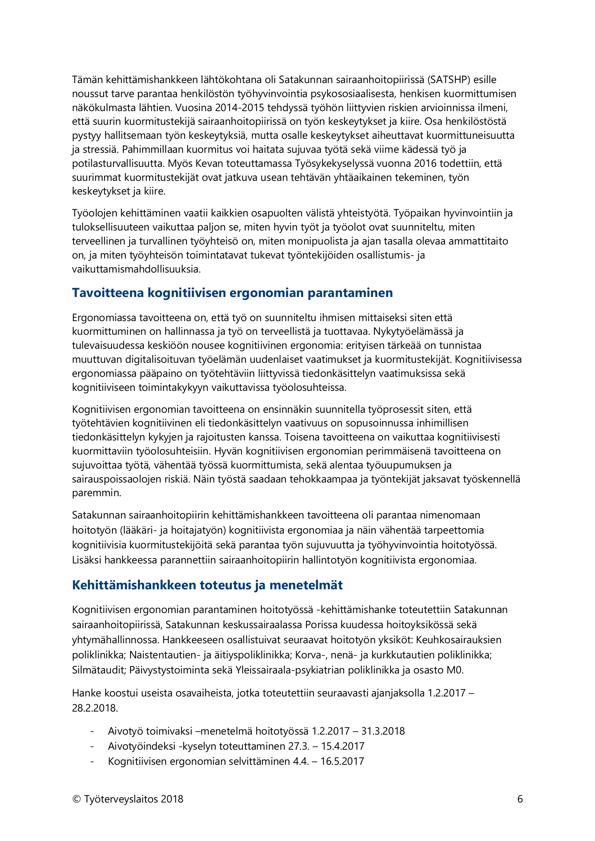 Tämän kehittämishankkeen lähtökohtana oli Satakunnan sairaanhoitopiirissä (SATSHP) esille
noussut tarve parantaa henkilöstön työhyvinvointia psykososiaalisesta, henkisen kuormittumisen
näkökulmasta lähtien. Vuosina 2014-2015 tehdyssä työhön liittyvien riskien arvioinnissa ilmeni,
että suurin kuormitustekijä sairaanhoitopiirissä on työn keskeytykset ja kiire. Osa henkilöstöstä
pystyy hallitsemaan työn keskeytyksiä, mutta osalle keskeytykset aiheuttavat kuormittuneisuutta
ja stressiä. Pahimmillaan kuormitus voi haitata sujuvaa työtä sekä viime kädessä työ ja
potilasturvallisuutta. Myös Kevan toteuttamassa Työsykekyselyssä vuonna 2016 todettiin, että
suurimmat kuormitustekijät ovat jatkuva usean tehtävän yhtäaikainen tekeminen, työn
keskeytykset ja kiire.
Työolojen kehittäminen vaatii kaikkien osapuolten välistä yhteistyötä. Työpaikan hyvinvointiin ja
tuloksellisuuteen vaikuttaa paljon se, miten hyvin työt ja työolot ovat suunniteltu, miten
terveellinen ja turvallinen työyhteisö on, miten monipuolista ja ajan tasalla olevaa ammattitaito
on, ja miten työyhteisön toimintatavat tukevat työntekijöiden osallistumis- ja
vaikuttamismahdollisuuksia.
Tavoitteena kognitiivisen ergonomian parantaminen
Ergonomiassa tavoitteena on, että työ on suunniteltu ihmisen mittaiseksi siten että
kuormittuminen on hallinnassa ja työ on terveellistä ja tuottavaa. Nykytyöelämässä ja
tulevaisuudessa keskiöön nousee kognitiivinen ergonomia: erityisen tärkeää on tunnistaa
muuttuvan digitalisoituvan työelämän uudenlaiset vaatimukset ja kuormitustekijät. Kognitiivisessa
ergonomiassa pääpaino on työtehtäviin liittyvissä tiedonkäsittelyn vaatimuksissa sekä
kognitiiviseen toimintakykyyn vaikuttavissa työolosuhteissa.
Kognitiivisen ergonomian tavoitteena on ensinnäkin suunnitella työprosessit siten, että
työtehtävien kognitiivinen eli tiedonkäsittelyn vaativuus on sopusoinnussa inhimillisen
tiedonkäsittelyn kykyjen ja rajoitusten kanssa. Toisena tavoitteena on vaikuttaa kognitiivisesti
kuormittaviin työolosuhteisiin. Hyvän kognitiivisen ergonomian perimmäisenä tavoitteena on
sujuvoittaa työtä, vähentää työssä kuormittumista, sekä alentaa työuupumuksen ja
sairauspoissaolojen riskiä. Näin työstä saadaan tehokkaampaa ja työntekijät jaksavat työskennellä
paremmin.
Satakunnan sairaanhoitopiirin kehittämishankkeen tavoitteena oli parantaa nimenomaan
hoitotyön (lääkäri- ja hoitajatyön) kognitiivista ergonomiaa ja näin vähentää tarpeettomia
kognitiivisia kuormitustekijöitä sekä parantaa työn sujuvuutta ja työhyvinvointia hoitotyössä.
Lisäksi hankkeessa parannettiin sairaanhoitopiirin hallintotyön kognitiivista ergonomiaa.
Kehittämishankkeen toteutus ja menetelmät
Kognitiivisen ergonomian parantaminen hoitotyössä -kehittämishanke toteutettiin Satakunnan
sairaanhoitopiirissä, Satakunnan keskussairaalassa Porissa kuudessa hoitoyksikössä sekä
yhtymähallinnossa. Hankkeeseen osallistuivat seuraavat hoitotyön yksiköt: Keuhkosairauksien
poliklinikka; Naistentautien- ja äitiyspoliklinikka; Korva-, nenä- ja kurkkutautien poliklinikka;
Silmätaudit; Päivystystoiminta sekä Yleissairaala-psykiatrian poliklinikka ja osasto M0.
Hanke koostui useista osavaiheista, jotka toteutettiin seuraavasti ajanjaksolla 1.2.2017 –
28.2.2018.
- Aivotyö toimivaksi –menetelmä hoitotyössä 1.2.2017 – 31.3.2018
- Aivotyöindeksi -kyselyn toteuttaminen 27.3. – 15.4.2017
- Kognitiivisen ergonomian selvittäminen 4.4. – 16.5.2017
© Työterveyslaitos 2018 6